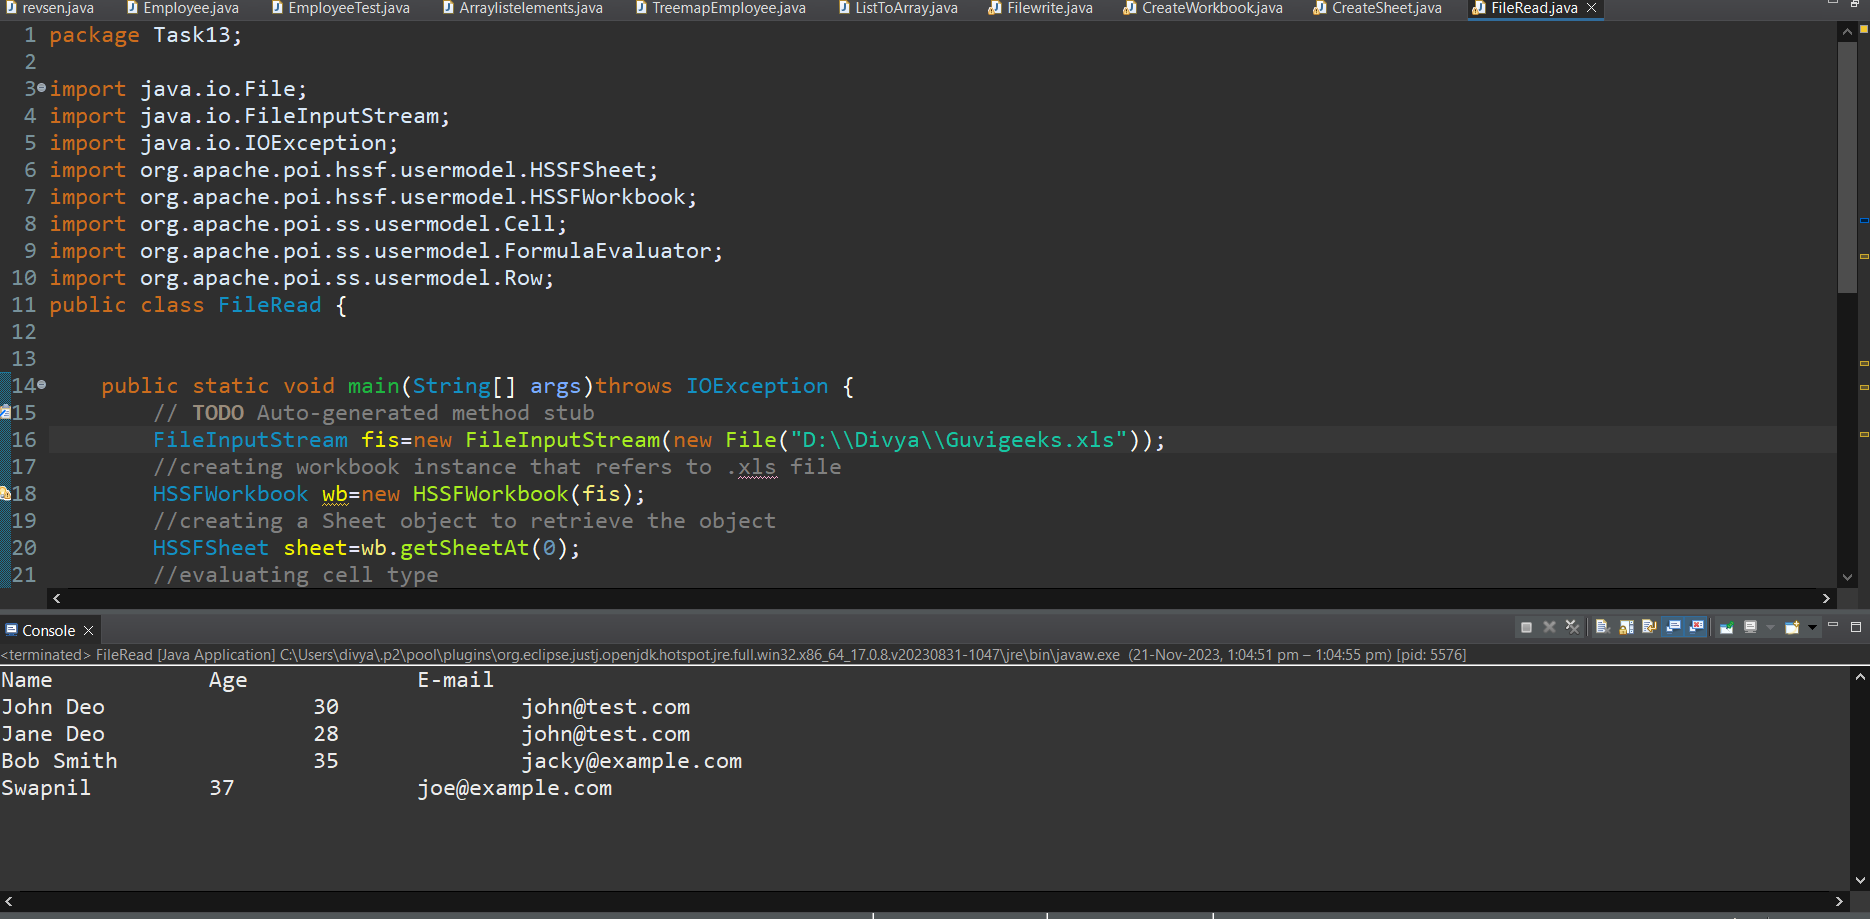 revsen.java Employee.java EmployeeTest.java Arraylistelements.java TreemapEmployee.java ListToArray.java Filewrite.java CreateWorkbook.java CreateSheet.java FileRead.java
1 package Task13;
2
3 import java.io.File;
4 import java.io.FileInputStream;
5 import java.io.IOException;
6 import org.apache.poi.hssf.usermodel.HSSFSheet;
7 import org.apache.poi.hssf.usermodel.HSSFWorkbook;
8 import org.apache.poi.ss.usermodel.Cell;
9 import org.apache.poi.ss.usermodel.FormulaEvaluator;
10 import org.apache.poi.ss.usermodel.Row;
11 public class FileRead {
12
13
14 public static void main(String[] args)throws IOException {
15 // TODO Auto-generated method stub
16 FileInputStream fis=new FileInputStream(new File("D:\\Divya\\Guvigeeks.xls"));
17 //creating workbook instance that refers to .xls file
18 HSSFWorkbook wb=new HSSFWorkbook(fis);
19 //creating a Sheet object to retrieve the object
20 HSSFSheet sheet=wb.getSheetAt(0);
21 //evaluating cell type
Console
<terminated> FileRead [Java Application] C:\Users\divya\.p2\pool\plugins\org.eclipse.justj.openjdk.hotspot.jre.full.win32.x86_64_17.0.8.v20230831-1047\jre\bin\javaw.exe (21-Nov-2023, 1:04:51 pm – 1:04:55 pm) [pid: 5576]
Name Age E-mail
John Deo 30 john@test.com
Jane Deo 28 john@test.com
Bob Smith 35 jacky@example.com
Swapnil 37 joe@example.com